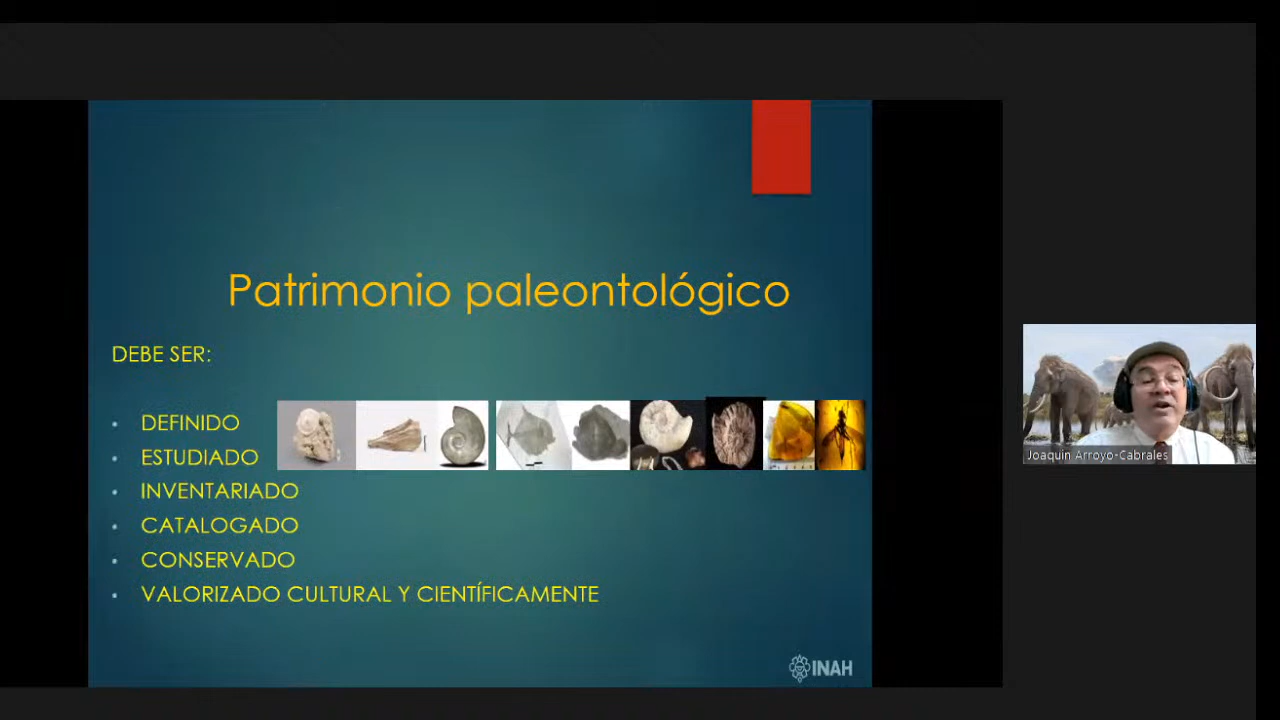 Patrimonio paleontológico
DEBE SER:
DEFINIDO
ESTUDIADO
INVENTARIADO
CATALOGADO
CONSERVADO
VALORIZADO CULTURAL Y CIENTÍFICAMENTE
INAH
Joaquin Arroyo-Cabrales